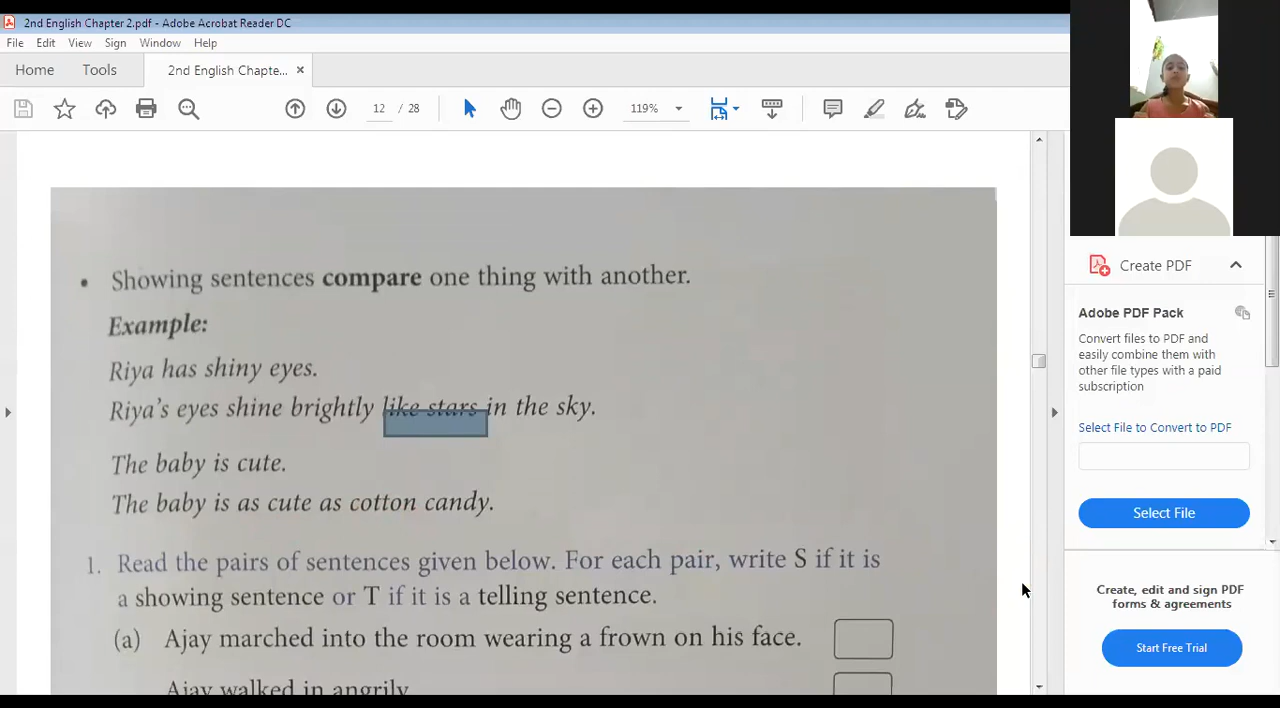 2nd English Chapter 2.pdf - Adobe Acrobat Reader DC
File Edit View Sign Window Help
Home Tools 2nd English Chapte... ×
12 / 28 119%
• Showing sentences compare one thing with another.
Example:
Riya has shiny eyes.
Riya's eyes shine brightly like stars in the sky.
The baby is cute.
The baby is as cute as cotton candy.
1. Read the pairs of sentences given below. For each pair, write S if it is
a showing sentence or T if it is a telling sentence.
(a) Ajay marched into the room wearing a frown on his face.
Ajay walked in angrily
Create PDF
Adobe PDF Pack
Convert files to PDF and
easily combine them with
other file types with a paid
subscription
Select File to Convert to PDF
Select File
Create, edit and sign PDF
forms & agreements
Start Free Trial